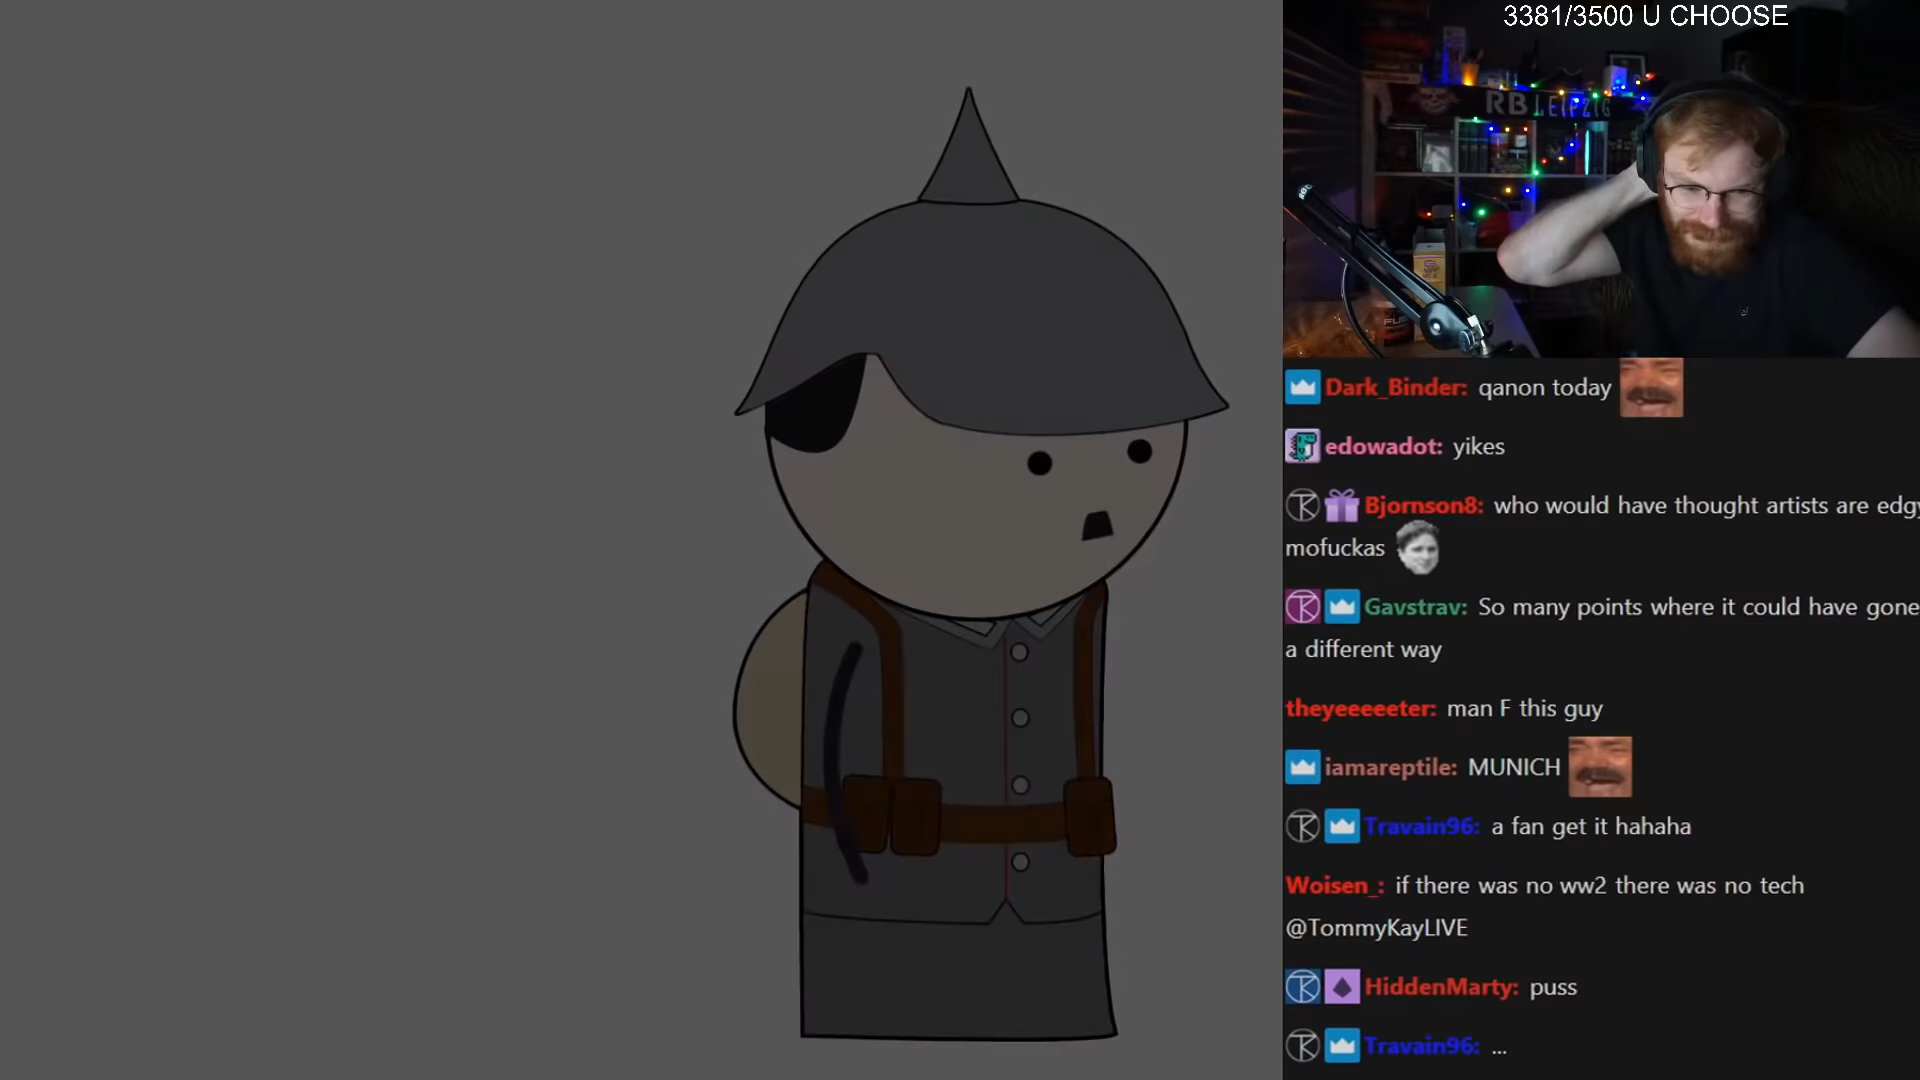 3381/3500 U CHOOSE
RB LEIPZIG
Dark_Binder: qanon today
edowadot: yikes
Bjornson8: who would have thought artists are edgy
mofuckas
Gavstrav: So many points where it could have gone
a different way
theyeeeeeter: man F this guy
iamareptile: MUNICH
Travain96: a fan get it hahaha
Woisen_: if there was no ww2 there was no tech
@TommyKayLIVE
HiddenMarty: puss
Travain96: ...